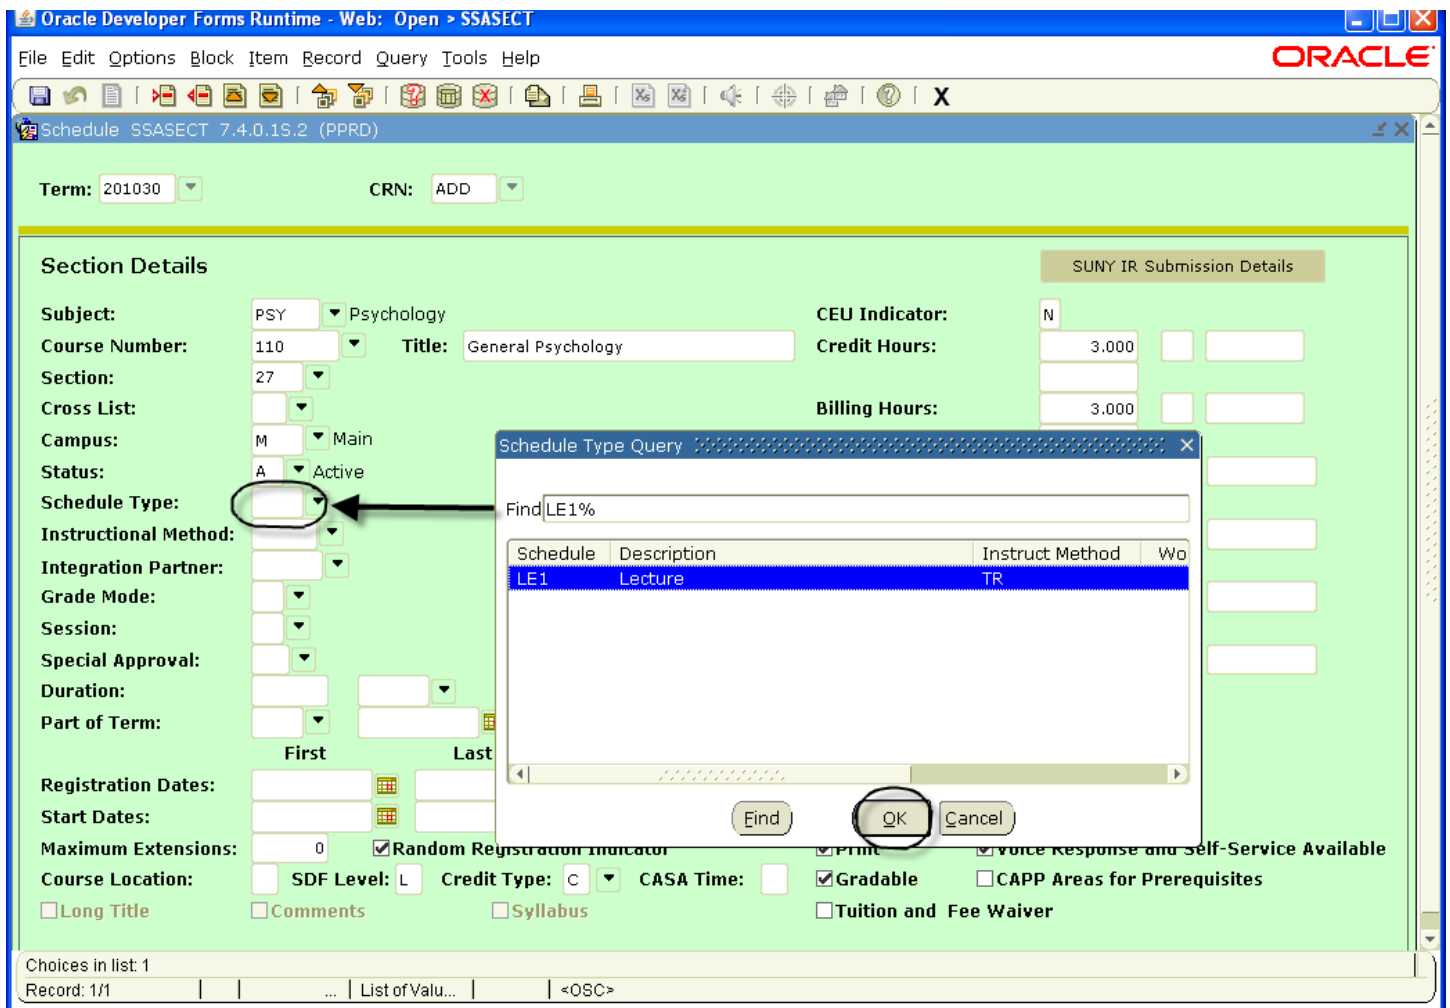 Oracle Developer Forms Runtime - Web: Open > SSASECT
File Edit Options Block Item Record Query Tools Help ORACLE
X
Schedule SSASECT 7.4.0.1S.2 (PPRD)
Term: 201030 CRN: ADD
Section Details SUNY IR Submission Details
Subject: PSY Psychology CEU Indicator: N
Course Number: 110 Title: General Psychology Credit Hours: 3.000
Section: 27
Cross List: Billing Hours: 3.000
Campus: M Main
Schedule Type Query
Status: A Active
Schedule Type:
Find LE1%
Instructional Method:
Schedule Description Instruct Method Wo
Integration Partner:
LE1 Lecture TR
Grade Mode:
Session:
Special Approval:
Duration:
Part of Term:
First Last
Registration Dates:
Start Dates:
Find OK Cancel
Maximum Extensions: 0 Random Registration Indicator Print Voice Response and Self-Service Available
Course Location: SDF Level: L Credit Type: C CASA Time: Gradable CAPP Areas for Prerequisites
Long Title Comments Syllabus Tuition and Fee Waiver
Choices in list: 1
Record: 1/1 ... List of Valu... <OSC>